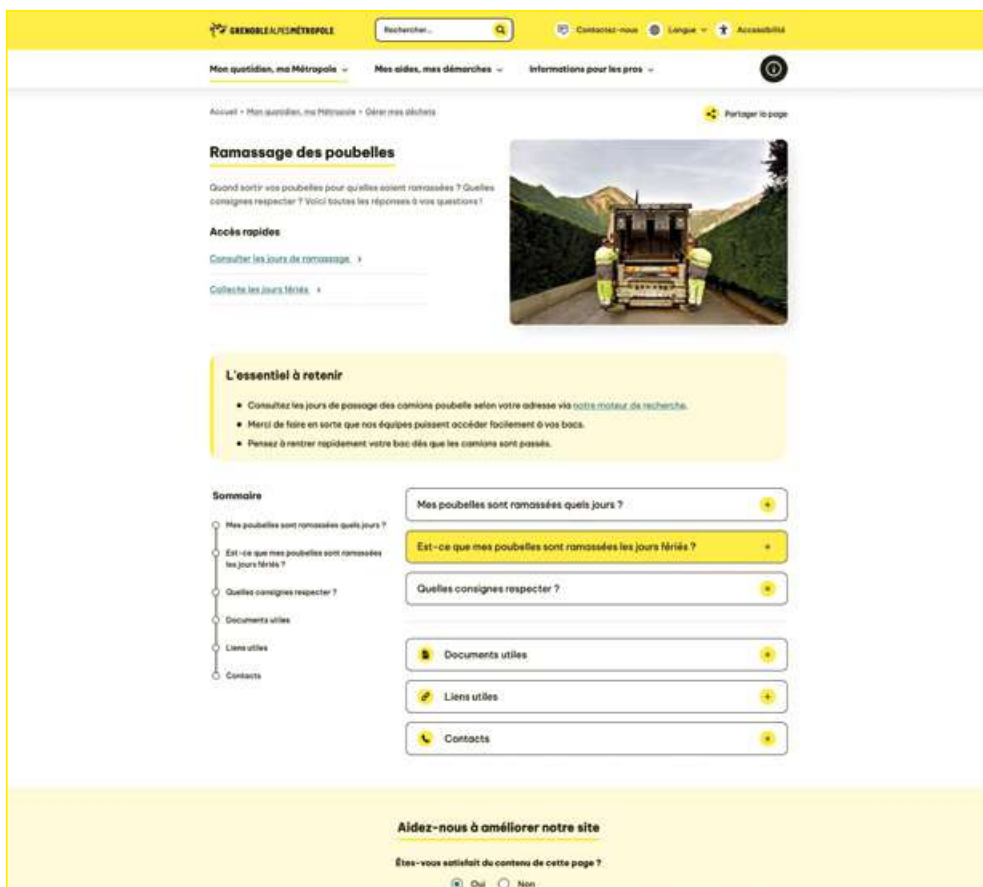 GRENOBLEALPESMÉTROPOLE
Rechercher...
Contactez-nous
Langue
Accessibilité
Mon quotidien, ma Métropole
Mes aides, mes démarches
Informations pour les pros
Accueil > Mon quotidien, ma Métropole > Gérer mes déchets
Partager la page
Ramassage des poubelles
Quand sortir vos poubelles pour qu'elles soient ramassées ? Quelles
consignes respecter ? Voici toutes les réponses à vos questions !
Accès rapides
Consulter les jours de ramassage
Collecte les jours fériés
L'essentiel à retenir
• Consultez les jours de passage des camions poubelle selon votre adresse via notre moteur de recherche.
• Merci de faire en sorte que nos équipes puissent accéder facilement à vos bacs.
• Pensez à rentrer rapidement votre bac dès que les camions sont passés.
Sommaire
Mes poubelles sont ramassées quels jours ?
Est-ce que mes poubelles sont ramassées
les jours fériés ?
Quelles consignes respecter ?
Documents utiles
Liens utiles
Contacts
Mes poubelles sont ramassées quels jours ?
Est-ce que mes poubelles sont ramassées les jours fériés ?
Quelles consignes respecter ?
Documents utiles
Liens utiles
Contacts
Aidez-nous à améliorer notre site
Êtes-vous satisfait du contenu de cette page ?
Oui
Non